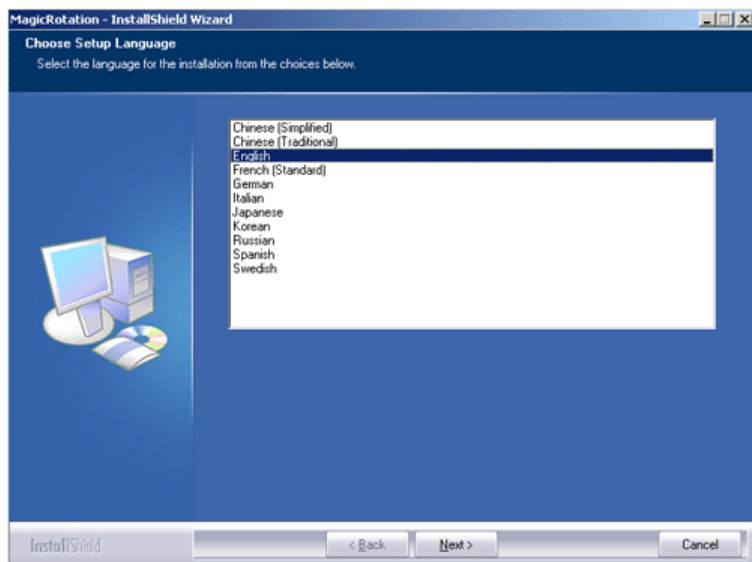 MagicRotation - InstallShield Wizard
Choose Setup Language
Select the language for the installation from the choices below.
Chinese (Simplified)
Chinese (Traditional)
English
French (Standard)
German
Italian
Japanese
Korean
Russian
Spanish
Swedish
InstallShield
< Back
Next >
Cancel